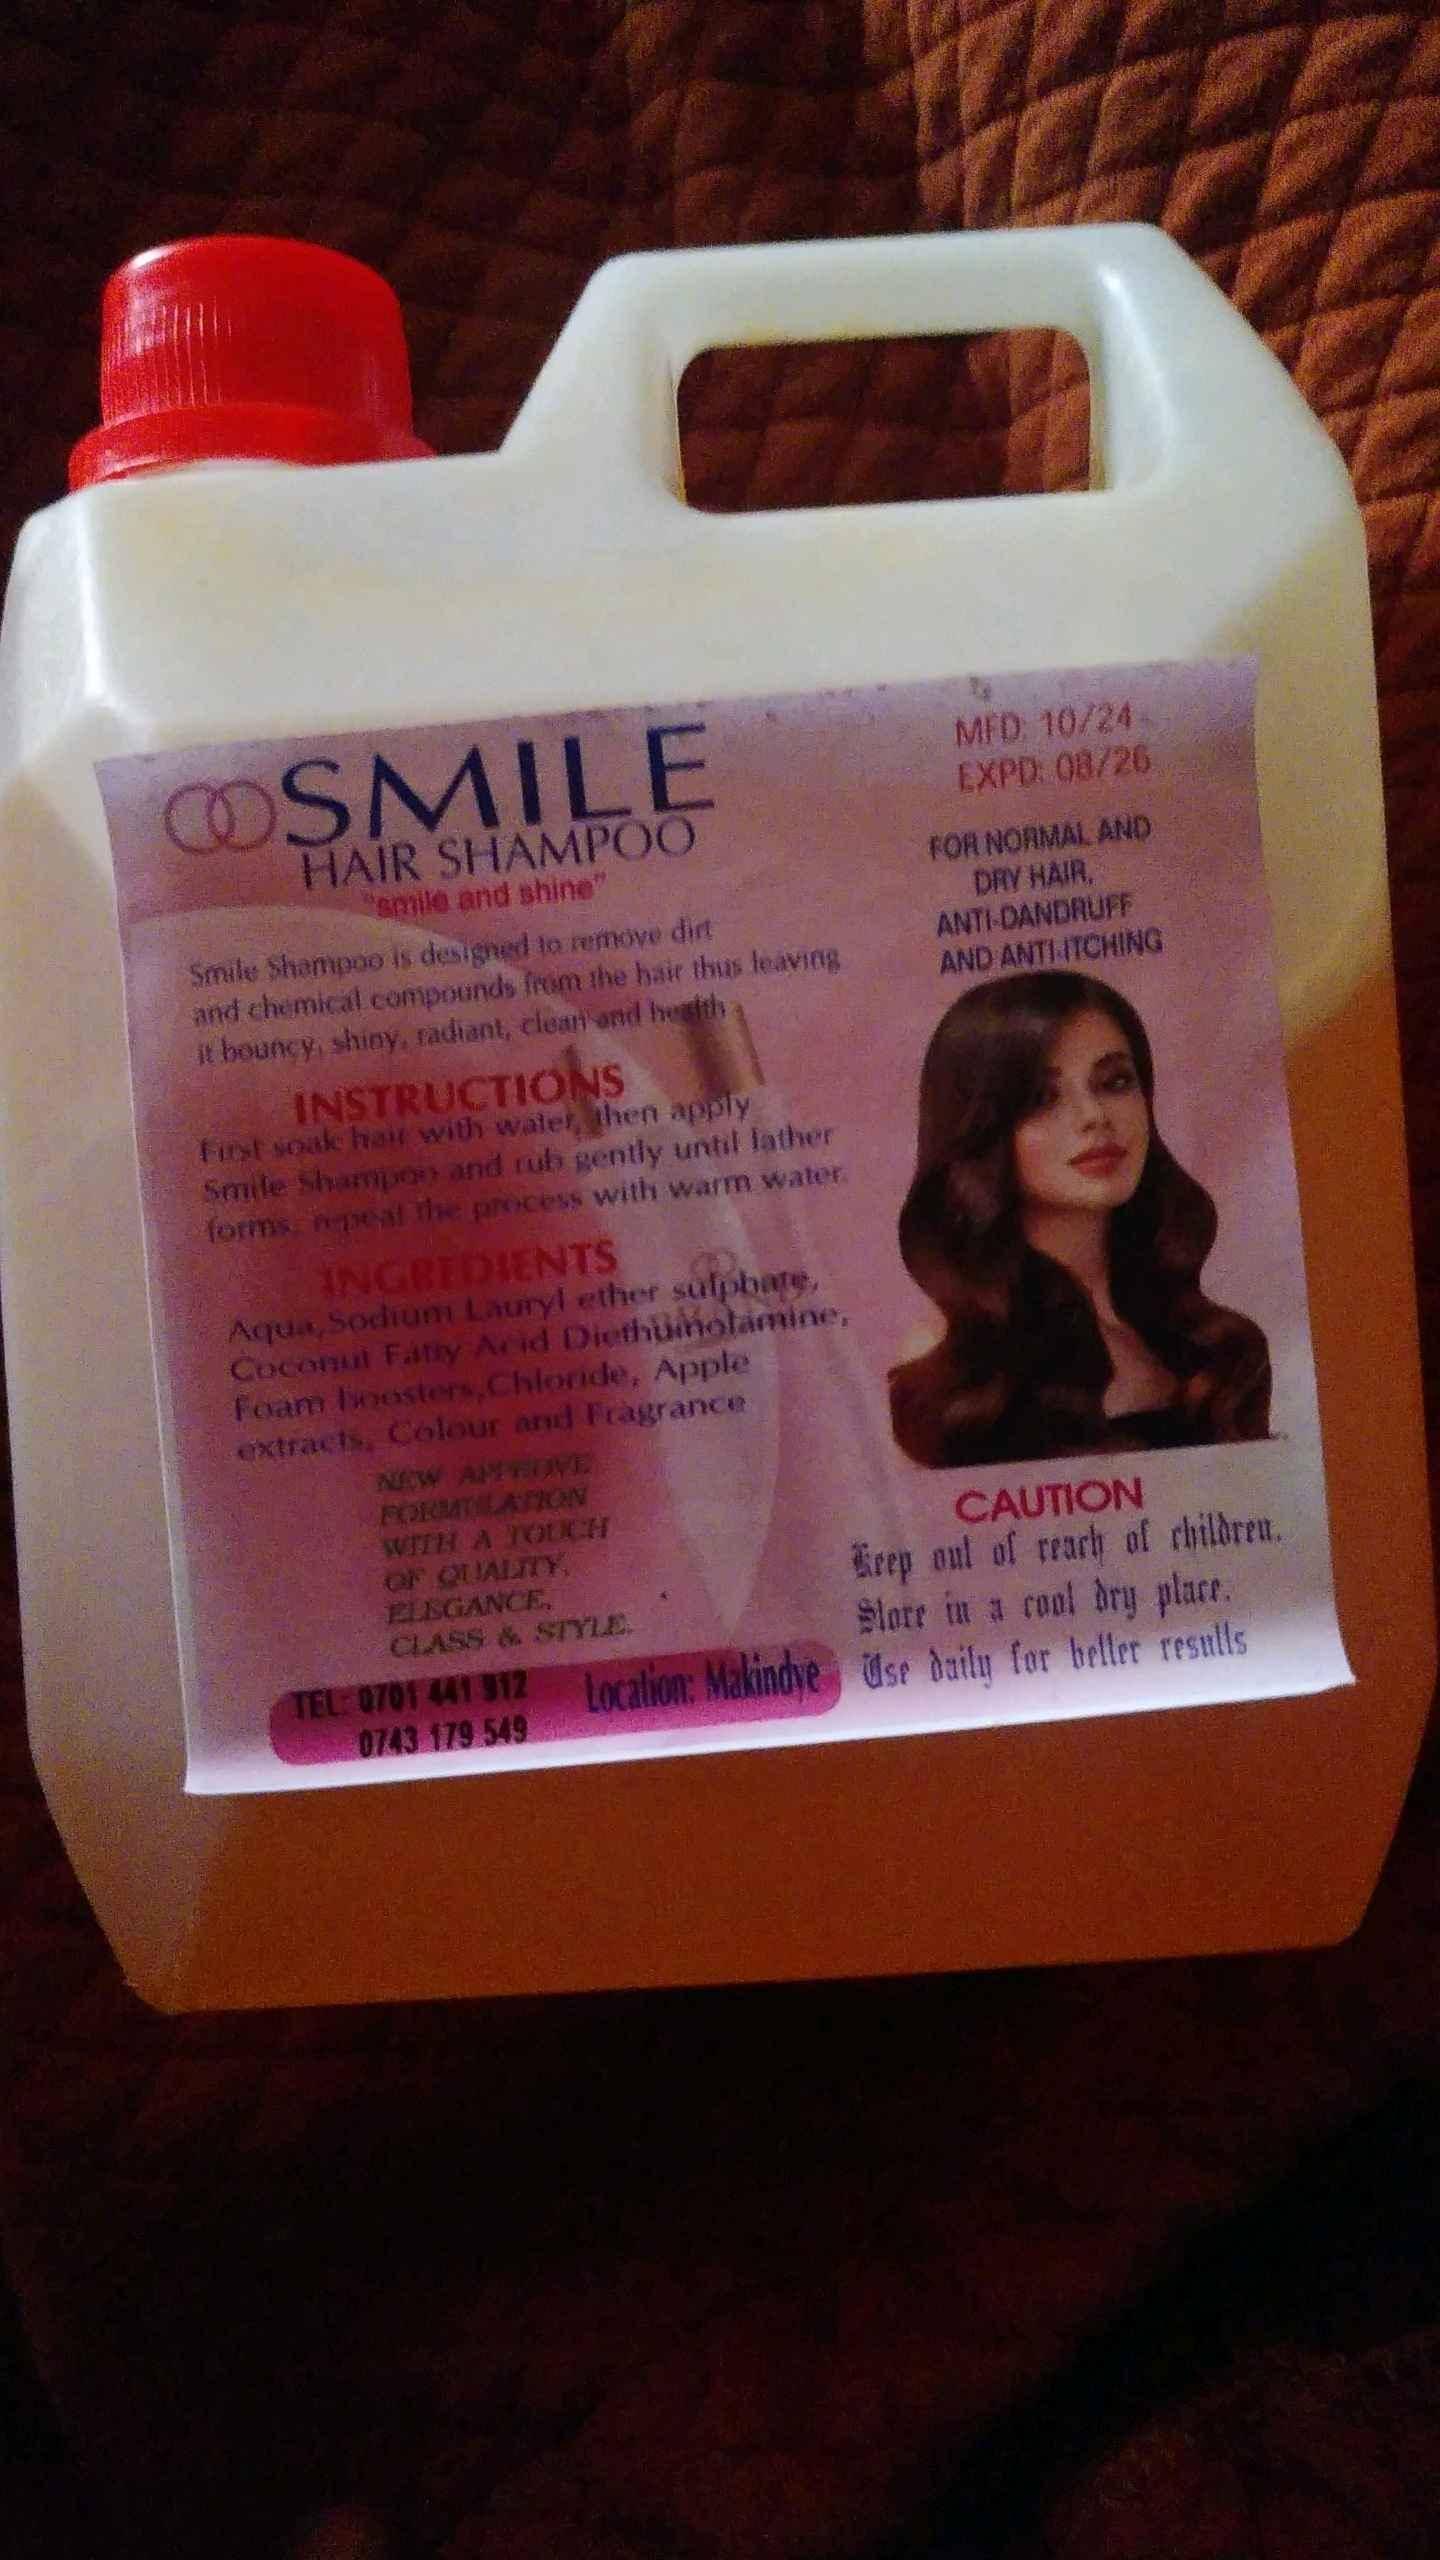 SMILE
HAIR SHAMPOO
"smile and shine"
Smile Shampoo is designed to remove dirt
and chemical compounds from the hair thus leaving
it bouncy, shiny, radiant, clean and health
INSTRUCTIONS
First soak hair with water, then apply
Smile Shampoo and rub gently until lather
forms, repeat the process with warm water.
INGREDIENTS
Aqua,Sodium Lauryl ether sulphate,
Coconut Fatty Acid Diethumolamine,
Foam boosters,Chloride, Apple
extracts, Colour and Fragrance
NEW APPROVE
FORMULATION
WITH A TOUCH
OF QUALITY,
ELEGANCE,
CLASS & STYLE.
TEL: 0701 441 912
0743 179 549
Location: Makindye
MFD: 10/24
EXPD: 08/26
FOR NORMAL AND
DRY HAIR,
ANTI-DANDRUFF
AND ANTI-ITCHING
CAUTION
Keep out of reach of children.
Store in a cool dry place.
Use daily for better results